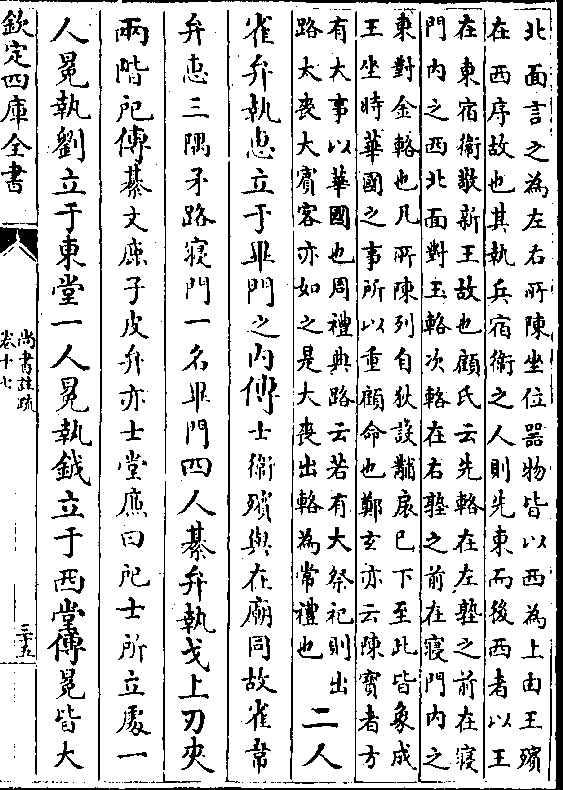 北面言之為左右所陳坐位器物皆以西為上由王殯
在西序故也其執兵宿衛之人則先東而後西者以王
在東宿衛敬新王故也顧氏云先輅在左塾之前在寢
門內之西北面對玉輅次輅在右塾之前在寢門內之
東對金輅也凡所陳列自狄設黼扆已下至此皆象成
王坐時華國之事所以重顧命也鄭玄亦云陳寶者方
有大事以華國也周禮典路云若有大祭祀則出
路大喪大賓客亦如之是大喪出輅為常禮也
二人
雀弁執惠立于畢門之內傳士衛殯與在廟同故雀韋
弁惠三隅矛路寢門一名畢門四人綦弁執戈上刃夾
兩階戺傳綦文鹿子皮弁亦士堂廉曰戺士所立處一
人冕執劉立于東堂一人冕執鉞立于西堂傳冕皆大
欽定四庫全書
尚書註疏
卷十七
三十五